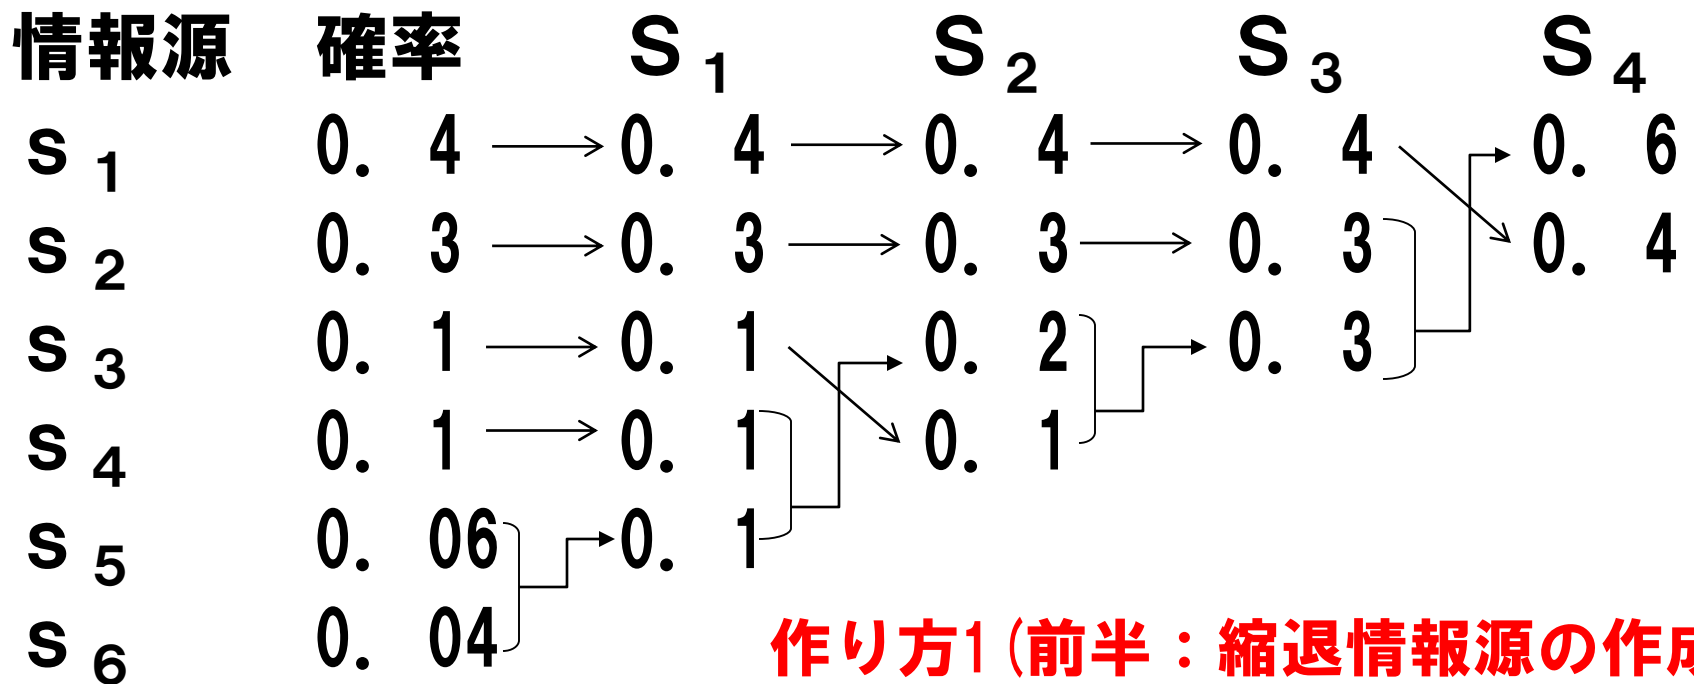 情報源 確率 S1 S2 S3 S4
s1 0.4 0.4 0.4 0.4 0.6
s2 0.3 0.3 0.3 0.3 0.4
s3 0.1 0.1 0.2 0.3
s4 0.1 0.1 0.1
s5 0.06 0.1
s6 0.04
作り方1(前半：縮退情報源の作成